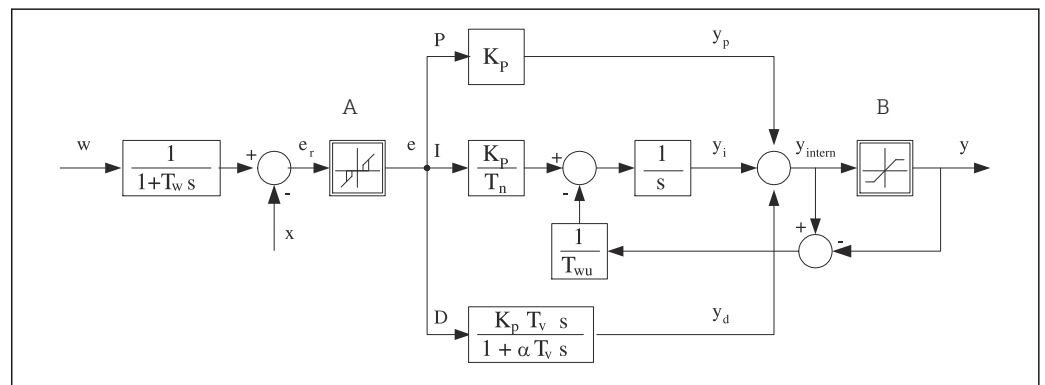 P
y_p
K_P
A
B
w
1
1+T_w s
+
-
e_r
e
I
K_P
T_n
+
-
1
s
y_i
y_intern
y
x
+
-
1
T_wu
D
K_p T_v s
1 + α T_v s
y_d